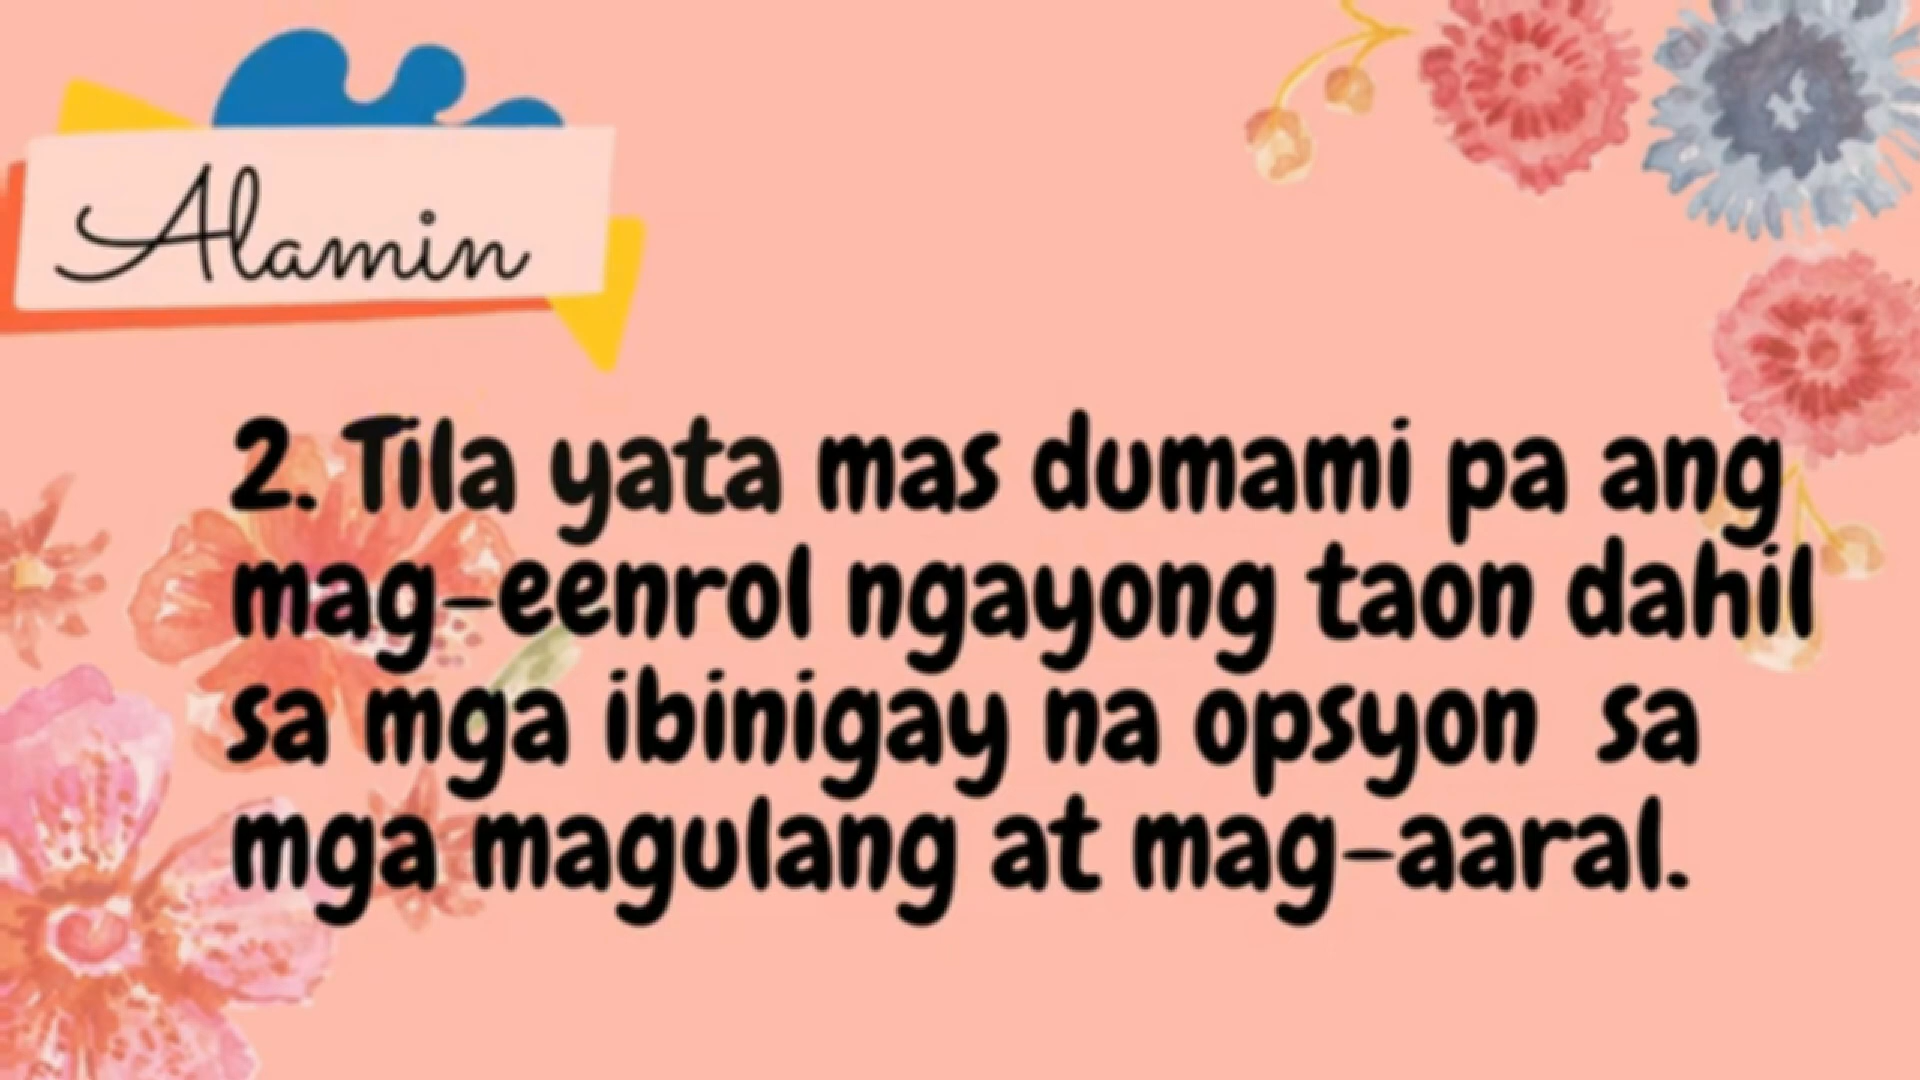 Alamin
2. Tila yata mas dumami pa ang
mag-eenrol ngayong taon dahil
sa mga ibinigay na opsyon sa
mga magulang at mag-aaral.